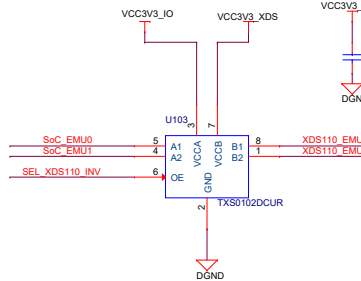 VCC3V3_IO
VCC3V3_XDS
VCC3V3_
U103
3
7
SoC_EMU0
5
A1
VCCA
VCCB
B1
8
XDS110_EMU
SoC_EMU1
4
A2
B2
1
XDS110_EMU
SEL_XDS110_INV
6
OE
GND
2
TXS0102DCUR
DGND
DGN